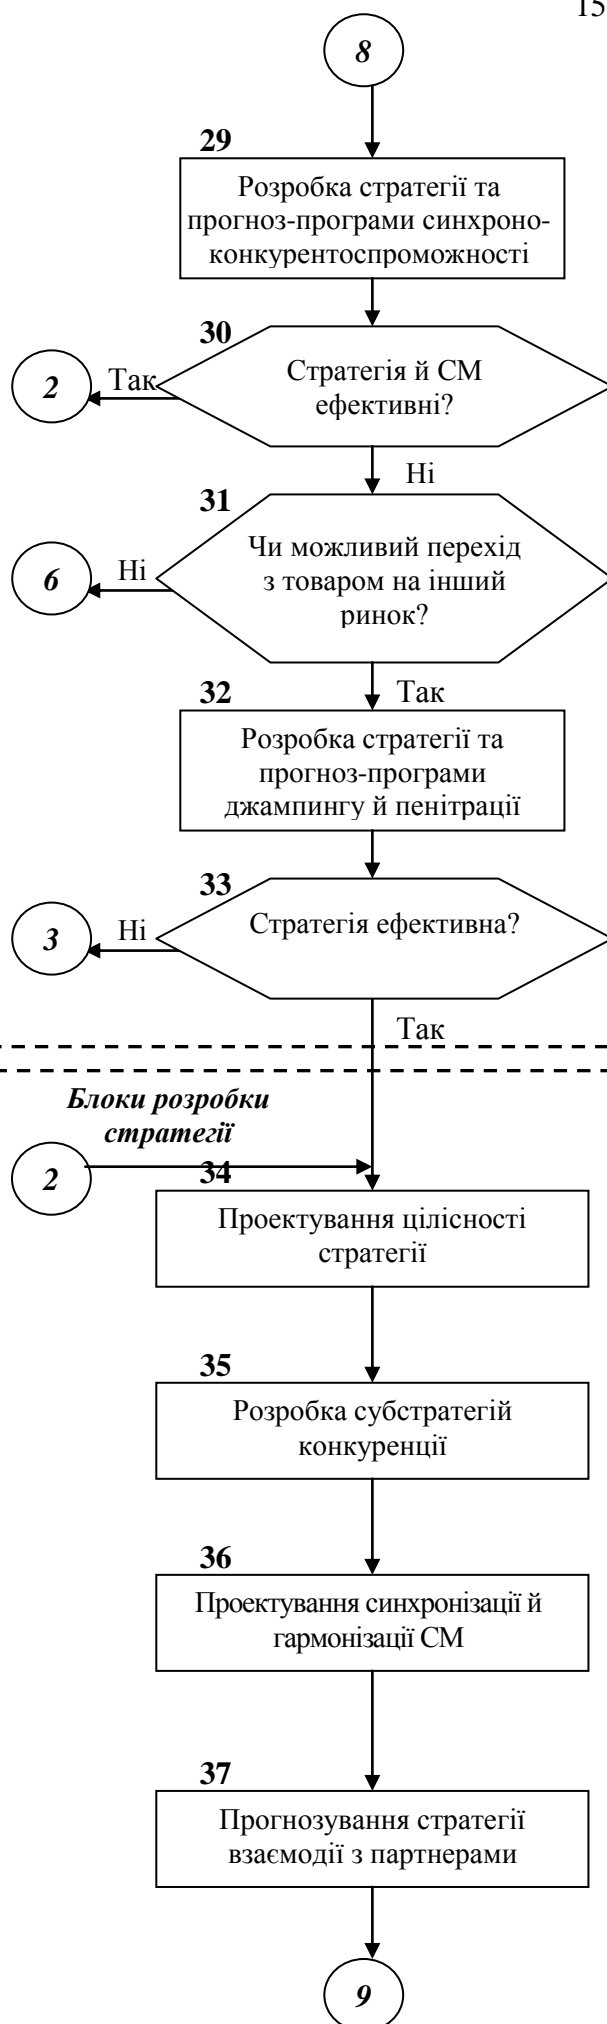 15
8
29
Розробка стратегії та
прогноз-програми синхроно-
конкурентоспроможності
30
Стратегія й СМ
ефективні?
Так
2
Ні
31
Чи можливий перехід
з товаром на інший
ринок?
Ні
6
Так
32
Розробка стратегії та
прогноз-програми
джампингу й пенітрації
33
Стратегія ефективна?
Ні
3
Так
Блоки розробки
стратегії
2
34
Проектування цілісності
стратегії
35
Розробка субстратегій
конкуренції
36
Проектування синхронізації й
гармонізації СМ
37
Прогнозування стратегії
взаємодії з партнерами
9